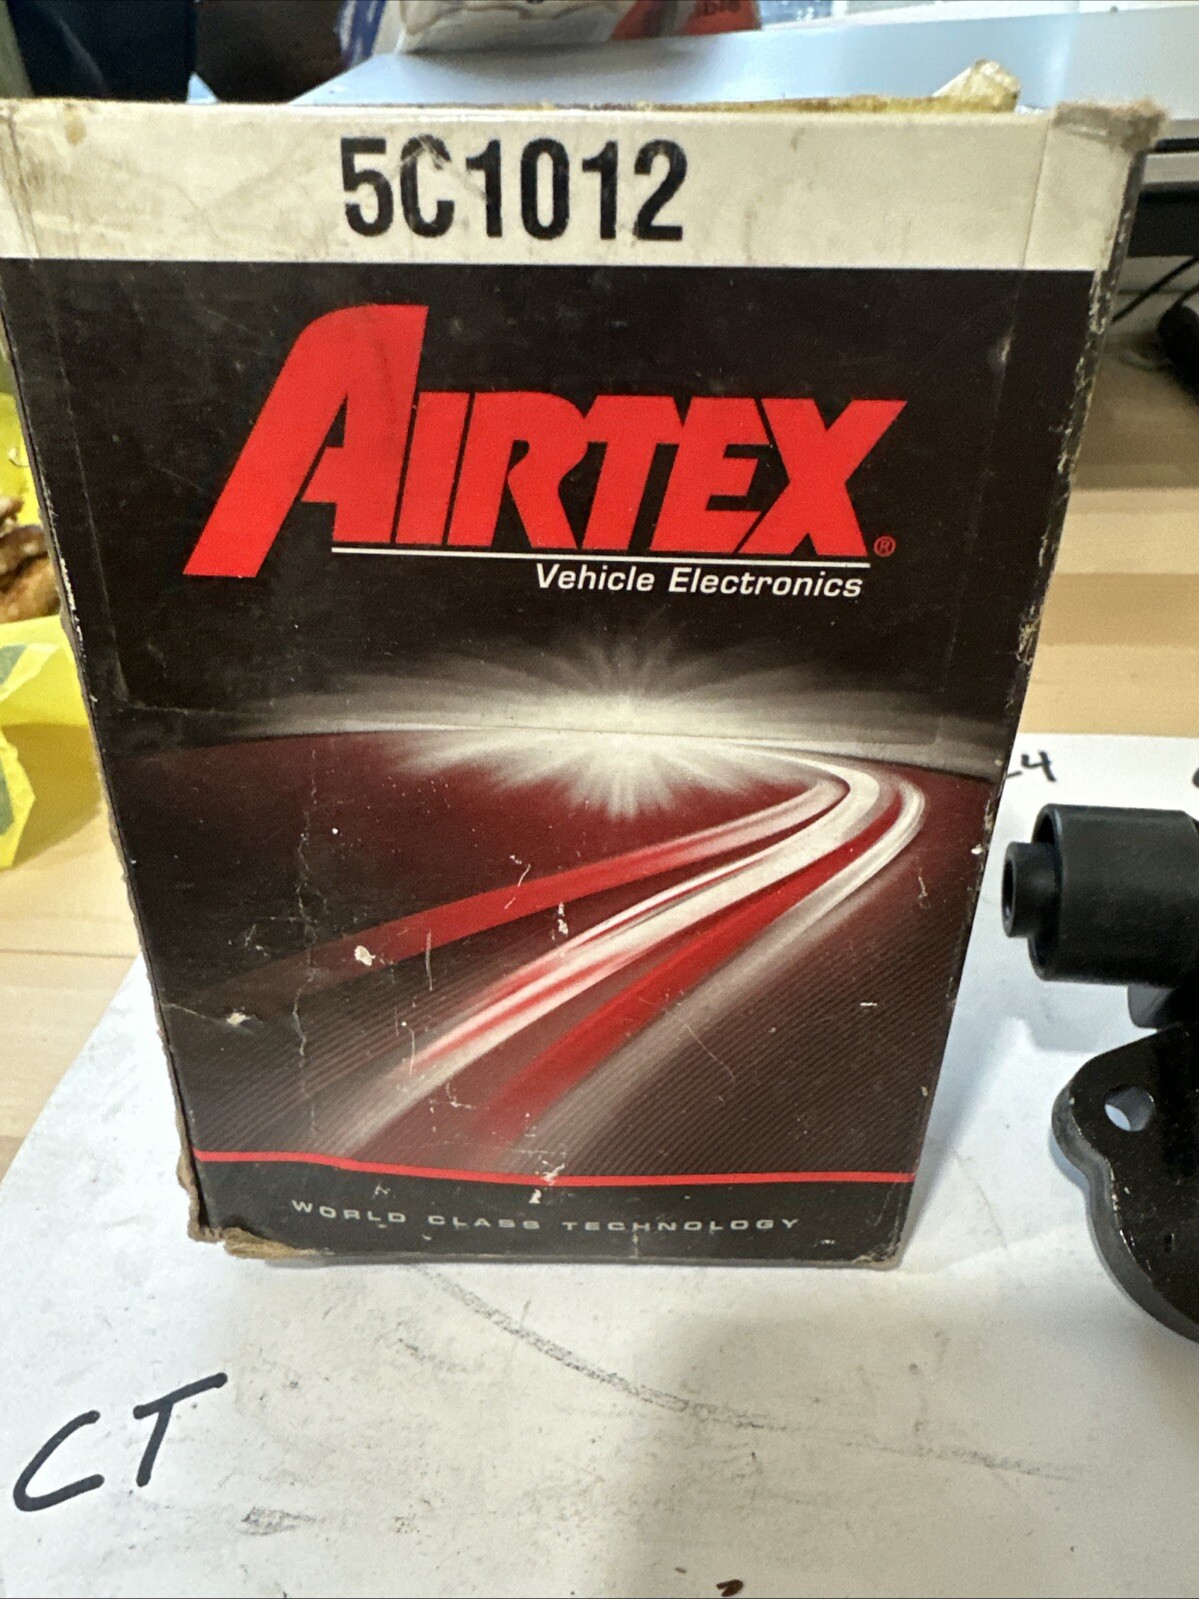 5C1012
AIRTEX®
Vehicle Electronics
WORLD CLASS TECHNOLOGY
CT